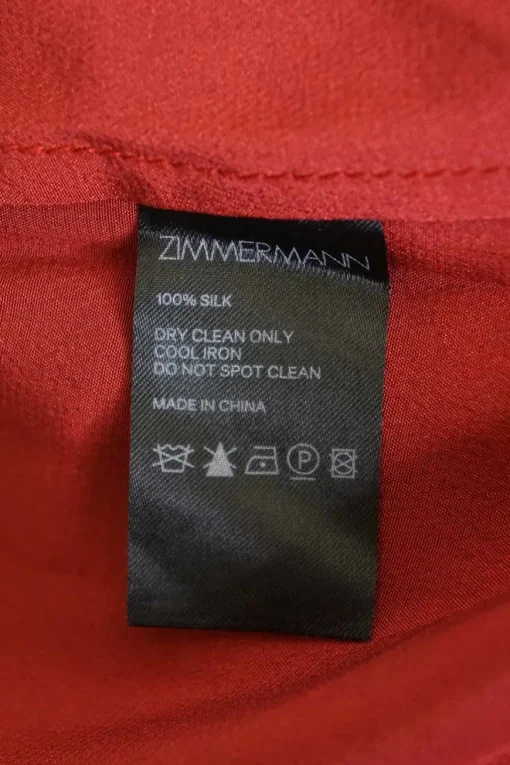 ZIMMERMANN
100% SILK
DRY CLEAN ONLY
COOL IRON
DO NOT SPOT CLEAN
MADE IN CHINA
P